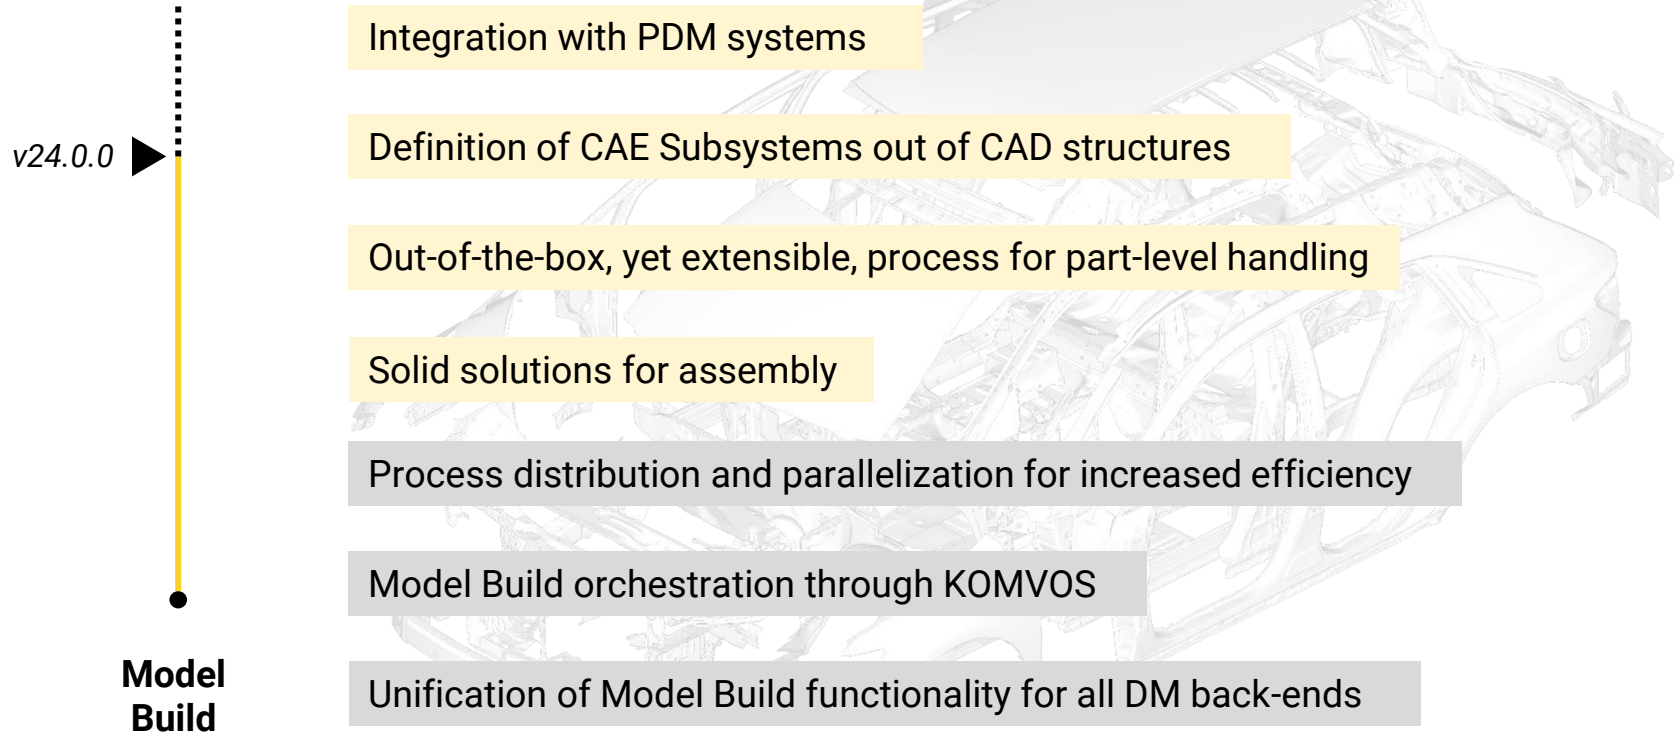 Integration with PDM systems
Definition of CAE Subsystems out of CAD structures
v24.0.0
Out-of-the-box, yet extensible, process for part-level handling
Solid solutions for assembly
Process distribution and parallelization for increased efficiency
Model Build orchestration through KOMVOS
Unification of Model Build functionality for all DM back-ends
Model
Build